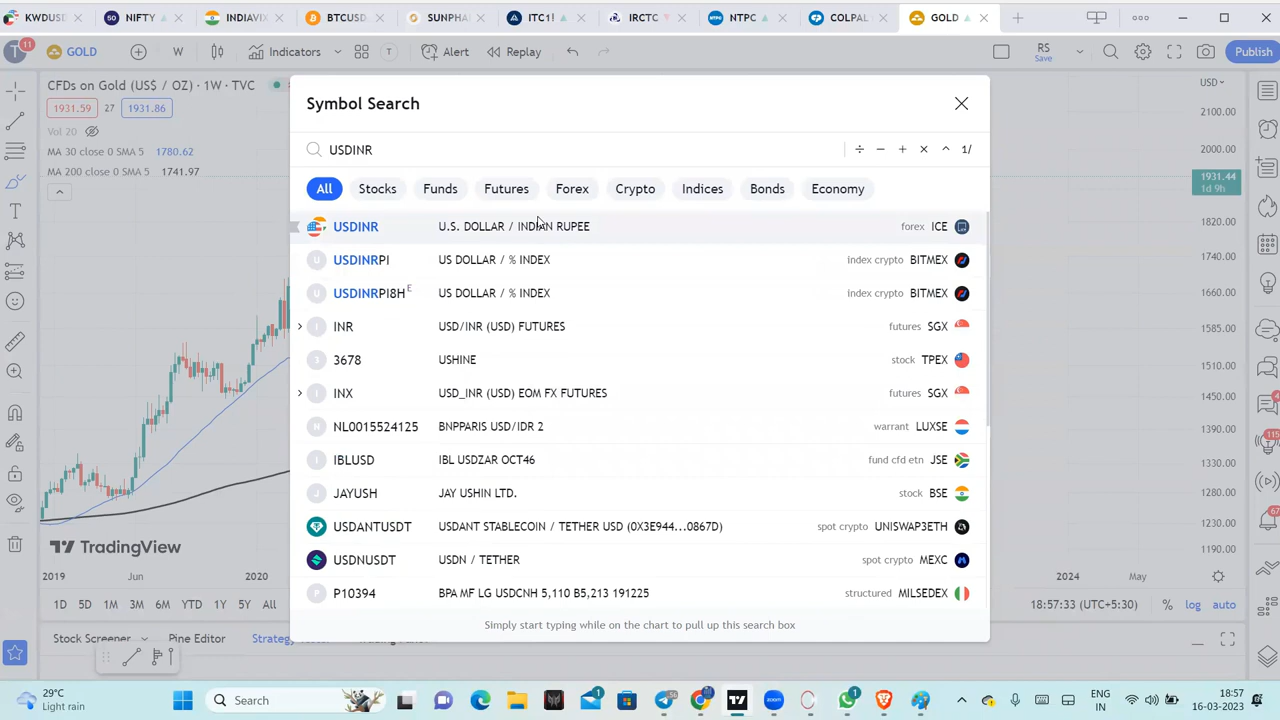 KWDUSD NIFTY INDIAVIX BTCUSD SUNPHA ITC1! IRCTC NTPC COLPAL GOLD
T 11 GOLD W Indicators T Alert Replay RS Save Publish
CFDs on Gold (US$ / OZ) · 1W · TVC
1931.59 27 1931.86
Vol 20
MA 30 close 0 SMA 5 1780.62
MA 200 close 0 SMA 5 1741.97
Symbol Search
USDINR ÷ − + × 1/
All Stocks Funds Futures Forex Crypto Indices Bonds Economy
USDINR U.S. DOLLAR / INDIAN RUPEE forex ICE
USDINRPI US DOLLAR / % INDEX index crypto BITMEX
USDINRPI8H E US DOLLAR / % INDEX index crypto BITMEX
INR USD/INR (USD) FUTURES futures SGX
3678 USHINE stock TPEX
INX USD_INR (USD) EOM FX FUTURES futures SGX
NL0015524125 BNPPARIS USD/IDR 2 warrant LUXSE
IBLUSD IBL USDZAR OCT46 fund cfd etn JSE
JAYUSH JAY USHIN LTD. stock BSE
USDANTUSDT USDANT STABLECOIN / TETHER USD (0X3E944...0867D) spot crypto UNISWAP3ETH
USDNUSDT USDN / TETHER spot crypto MEXC
P10394 BPA MF LG USDCNH 5,110 B5,213 191225 structured MILSEDEX
Simply start typing while on the chart to pull up this search box
USD
2100.00
2000.00
1931.44
1d 9h
1820.00
1740.00
1660.00
1585.00
1510.00
1450.00
1390.00
1330.00
1280.00
1230.00
1190.00
TradingView
2019 Jun 2020 2024 May
1D 5D 1M 3M 6M YTD 1Y 5Y All 18:57:33 (UTC+5:30) % log auto
Stock Screener Pine Editor Strateg
29°C
Light rain
Search
ENG
IN
18:57
16-03-2023